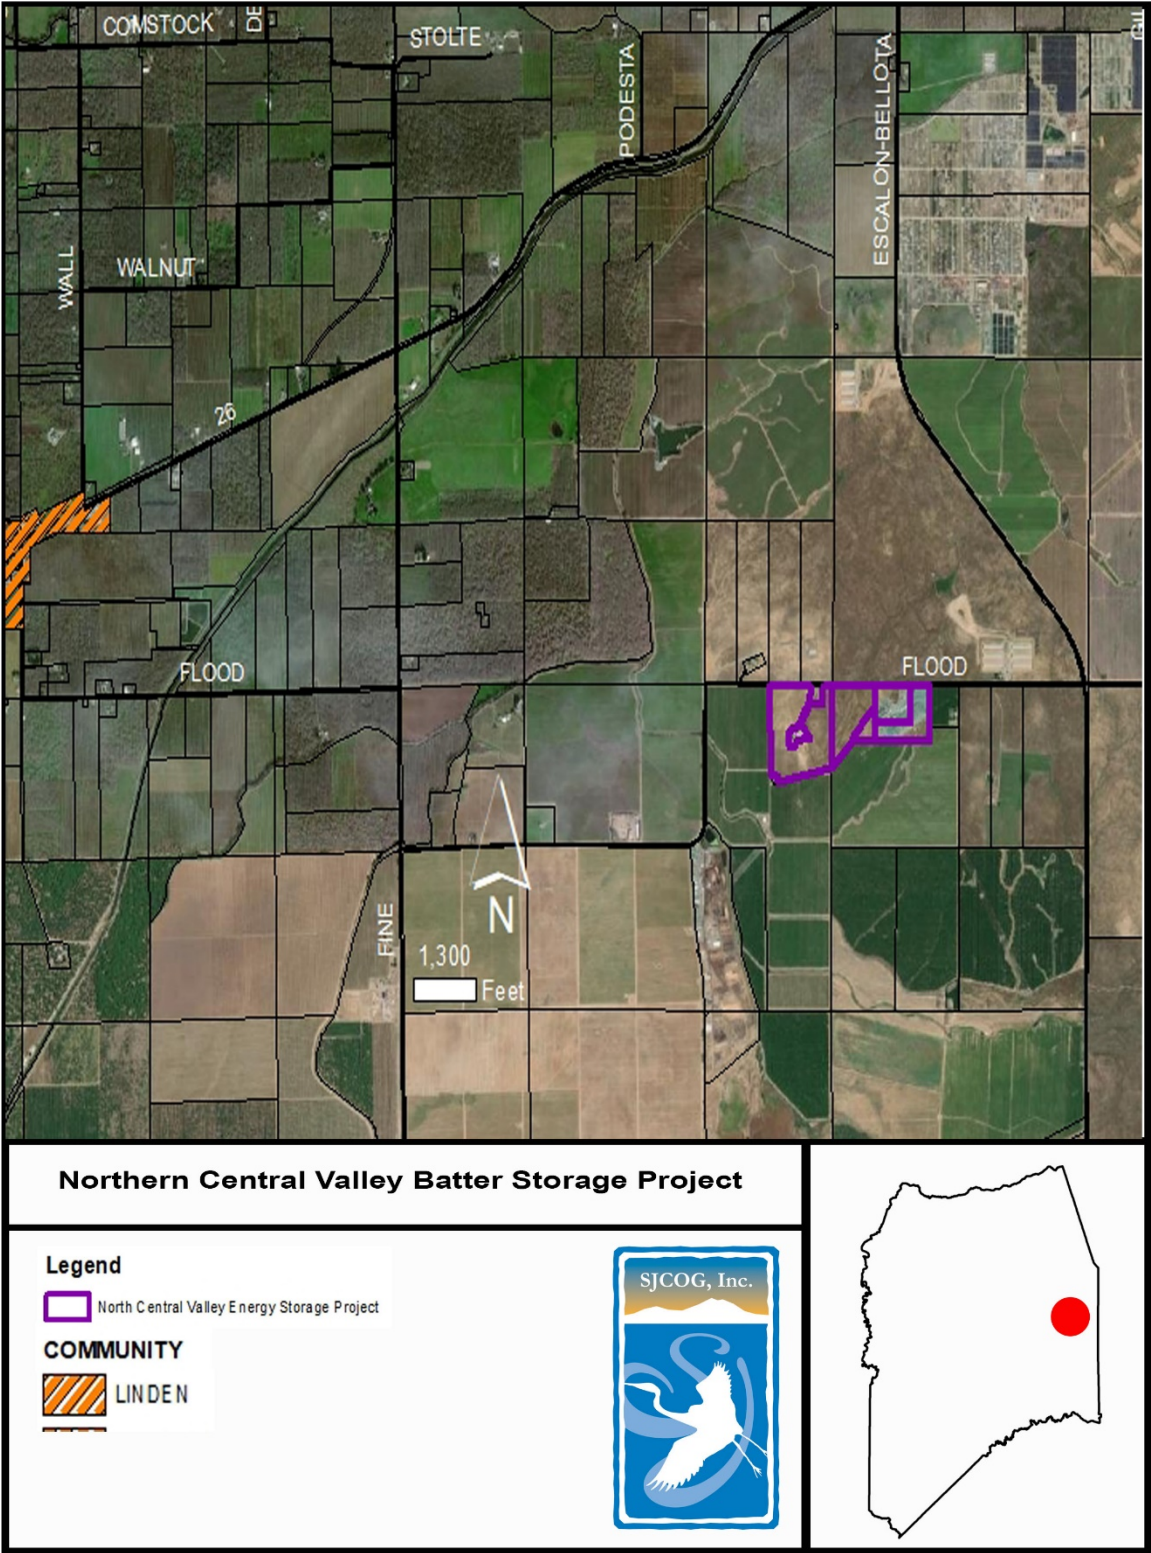 COMSTOCK
DE
STOLTE
PODESTA
ESCALON-BELLOTA
WALL
WALNUT
26
FLOOD
FLOOD
N
FINE
1,300
Feet
Northern Central Valley Batter Storage Project
Legend
North Central Valley Energy Storage Project
COMMUNITY
LINDEN
SJCOG, Inc.